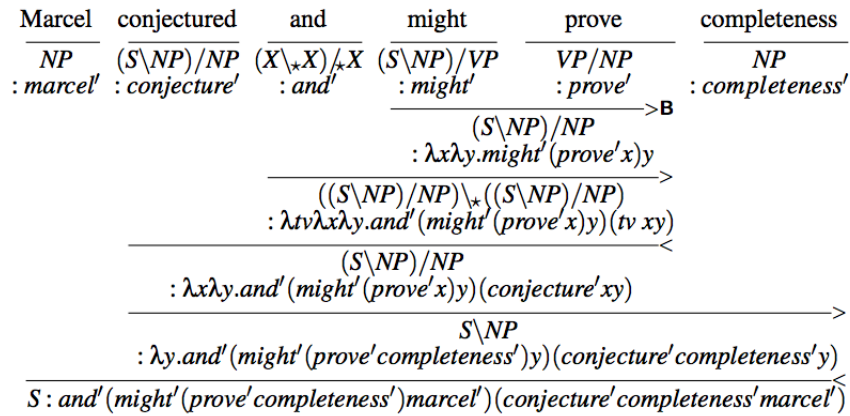 Marcel conjectured and might prove completeness
NP (S\NP)/NP (X\⋆X)/⋆X (S\NP)/VP VP/NP NP
: marcel′ : conjecture′ : and′ : might′ : prove′ : completeness′
>B
(S\NP)/NP
: λxλy.might′(prove′x)y
>
((S\NP)/NP)\⋆((S\NP)/NP)
: λtvλxλy.and′(might′(prove′x)y)(tv xy)
<
(S\NP)/NP
: λxλy.and′(might′(prove′x)y)(conjecture′xy)
>
S\NP
: λy.and′(might′(prove′completeness′)y)(conjecture′completeness′y)
<
S : and′(might′(prove′completeness′)marcel′)(conjecture′completeness′marcel′)